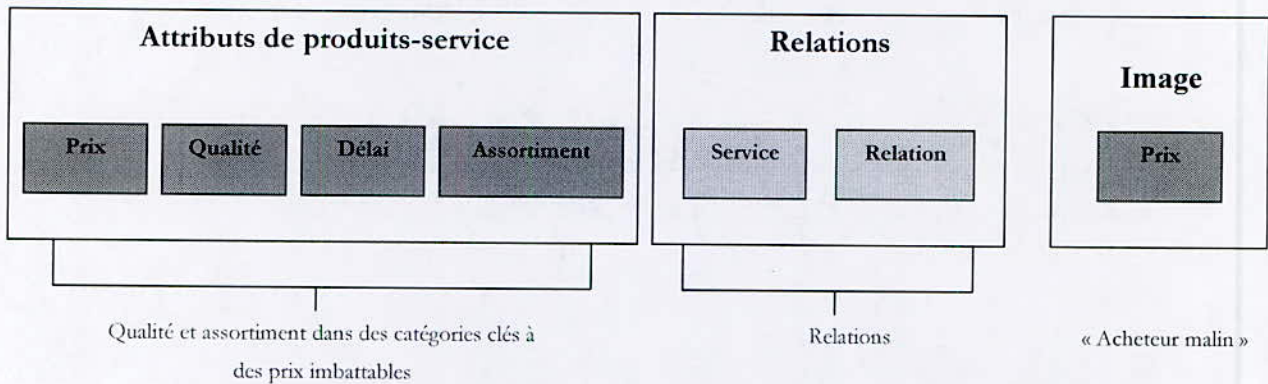 Attributs de produits-service
Relations
Image
Prix
Qualité
Délai
Assortiment
Service
Relation
Prix
Qualité et assortiment dans des catégories clés à
des prix imbattables
Relations
« Acheteur malin »